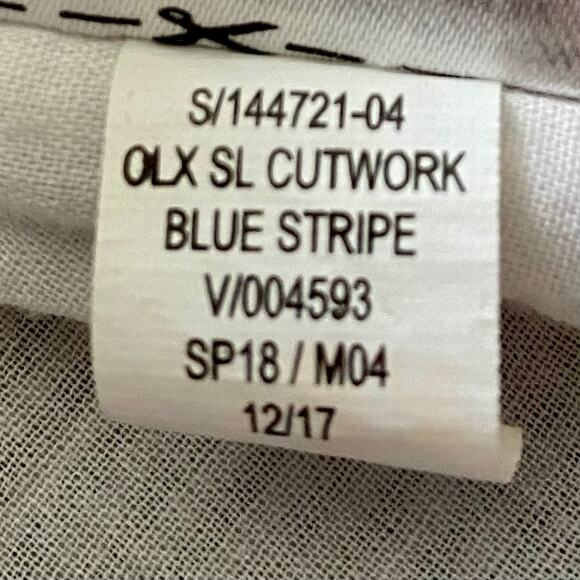 S/144721-04
OLX SL CUTWORK
BLUE STRIPE
V/004593
SP18 / M04
12/17